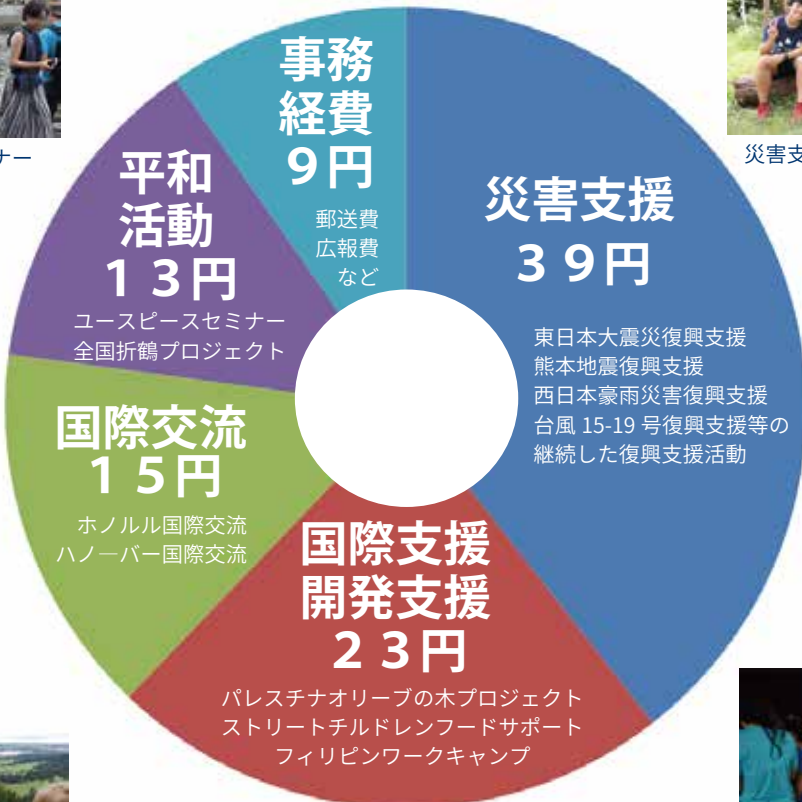 事務
経費
９円
郵送費
広報費
など
災害支援
３９円
東日本大震災復興支援
熊本地震復興支援
西日本豪雨災害復興支援
台風 15-19 号復興支援等の
継続した復興支援活動
平和
活動
１３円
ユースピースセミナー
全国折鶴プロジェクト
国際交流
１５円
ホノルル国際交流
ハノ―バー国際交流
国際支援
開発支援
２３円
パレスチナオリーブの木プロジェクト
ストリートチルドレンフードサポート
フィリピンワークキャンプ
ナー
災害支